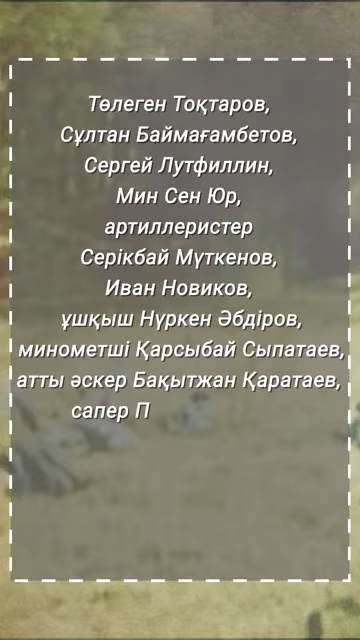 Төлеген Тоқтаров,
Сұлтан Баймағамбетов,
Сергей Лутфиллин,
Мин Сен Юр,
артиллеристер
Серікбай Мүткенов,
Иван Новиков,
ұшқыш Нүркен Әбдіров,
минометші Қарсыбай Сыпатаев,
атты әскер Бақытжан Қаратаев,
сапер П